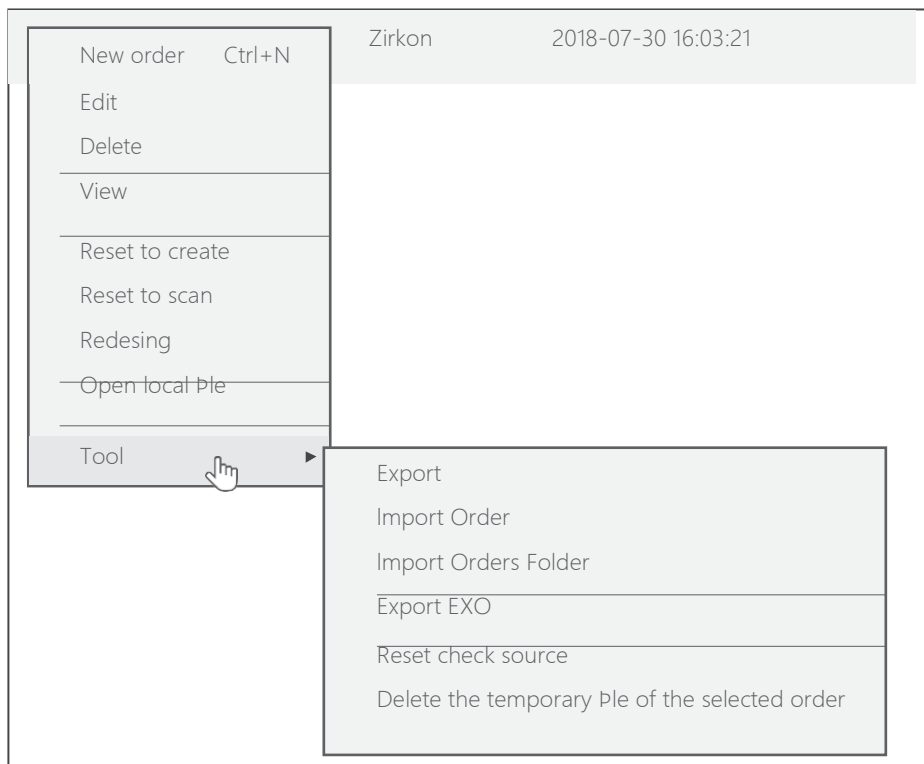 Zirkon 2018-07-30 16:03:21
New order Ctrl+N
Edit
Delete
View
Reset to create
Reset to scan
Redesing
Open local Þle
Tool
Export
Import Order
Import Orders Folder
Export EXO
Reset check source
Delete the temporary Þle of the selected order